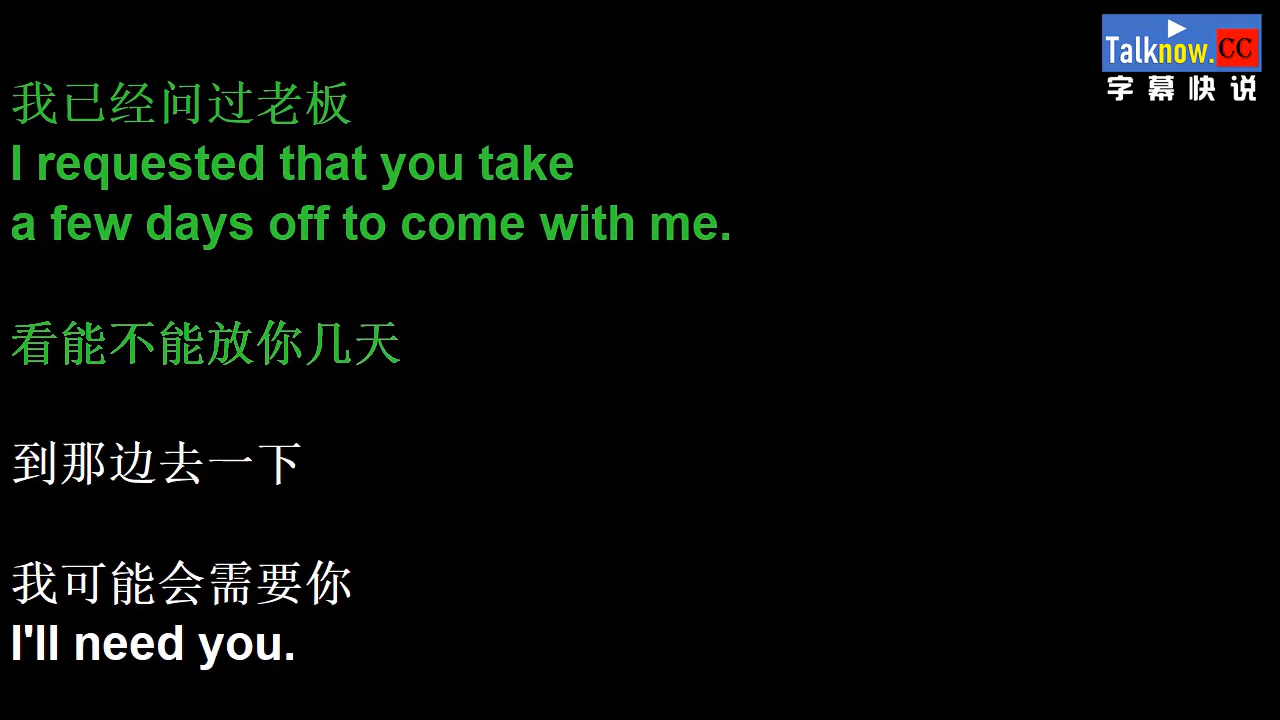 Talknow.CC
字幕快说
我已经问过老板
I requested that you take
a few days off to come with me.
看能不能放你几天
到那边去一下
我可能会需要你
I'll need you.